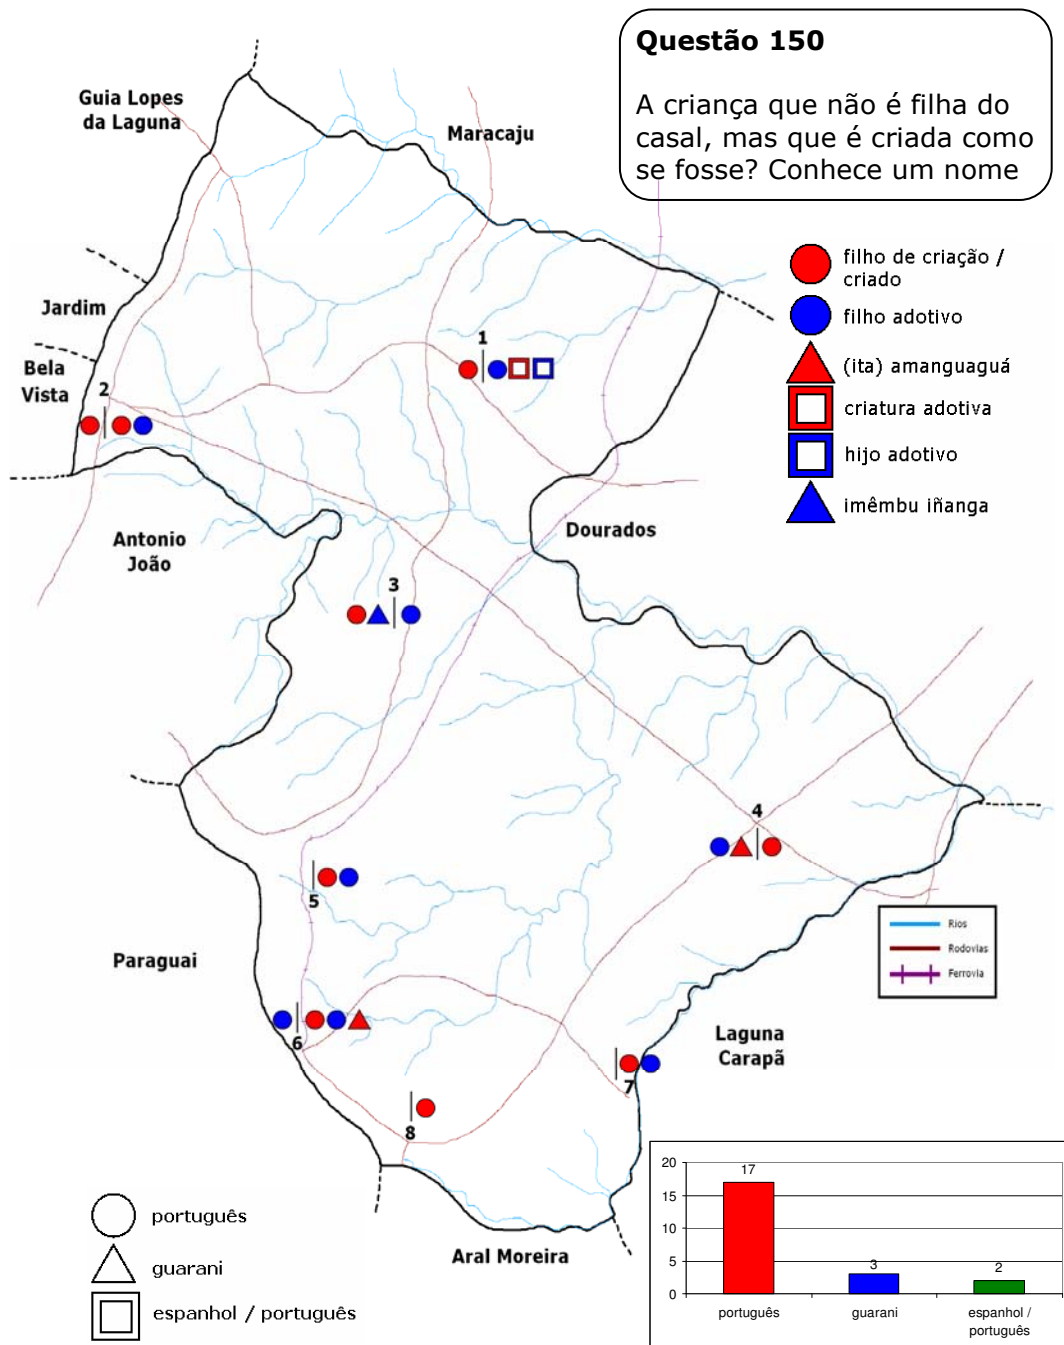 Questão 150
A criança que não é filha do
casal, mas que é criada como
se fosse? Conhece um nome
Guia Lopes
da Laguna
Maracaju
Jardim
Bela
Vista
Antonio
João
Dourados
Paraguai
Laguna
Carapã
Aral Moreira
1
2
3
4
5
6
7
8
filho de criação /
criado
filho adotivo
(ita) amanguaguá
criatura adotiva
hijo adotivo
imêmbu iñanga
Rios
Rodovias
Ferrovia
português
guarani
espanhol / português
20
15
10
5
0
17
3
2
português
guarani
espanhol /
português